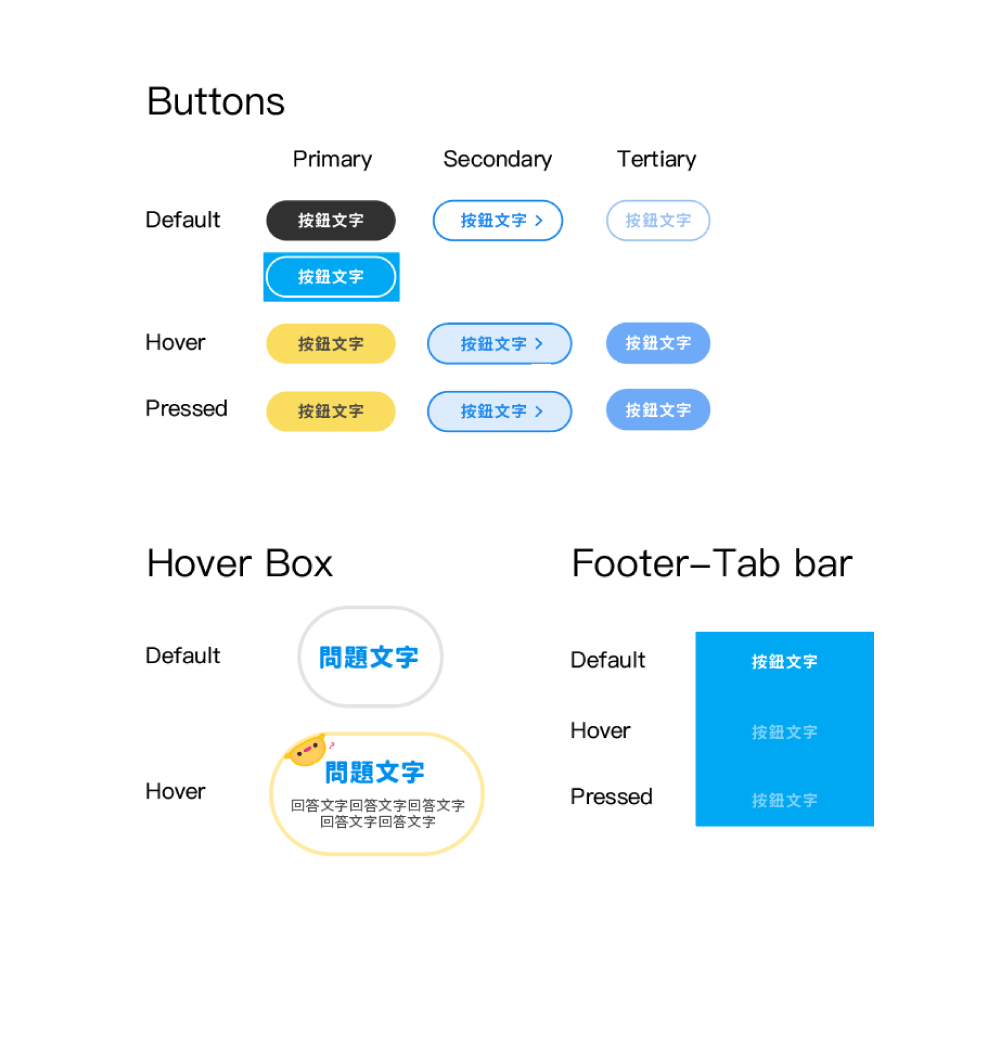 Buttons
Primary Secondary Tertiary
Default 按鈕文字 按鈕文字 > 按鈕文字
按鈕文字
Hover 按鈕文字 按鈕文字 > 按鈕文字
Pressed 按鈕文字 按鈕文字 > 按鈕文字
Hover Box
Default 問題文字
Hover ? 問題文字
回答文字回答文字回答文字
回答文字回答文字
Footer–Tab bar
Default 按鈕文字
Hover 按鈕文字
Pressed 按鈕文字